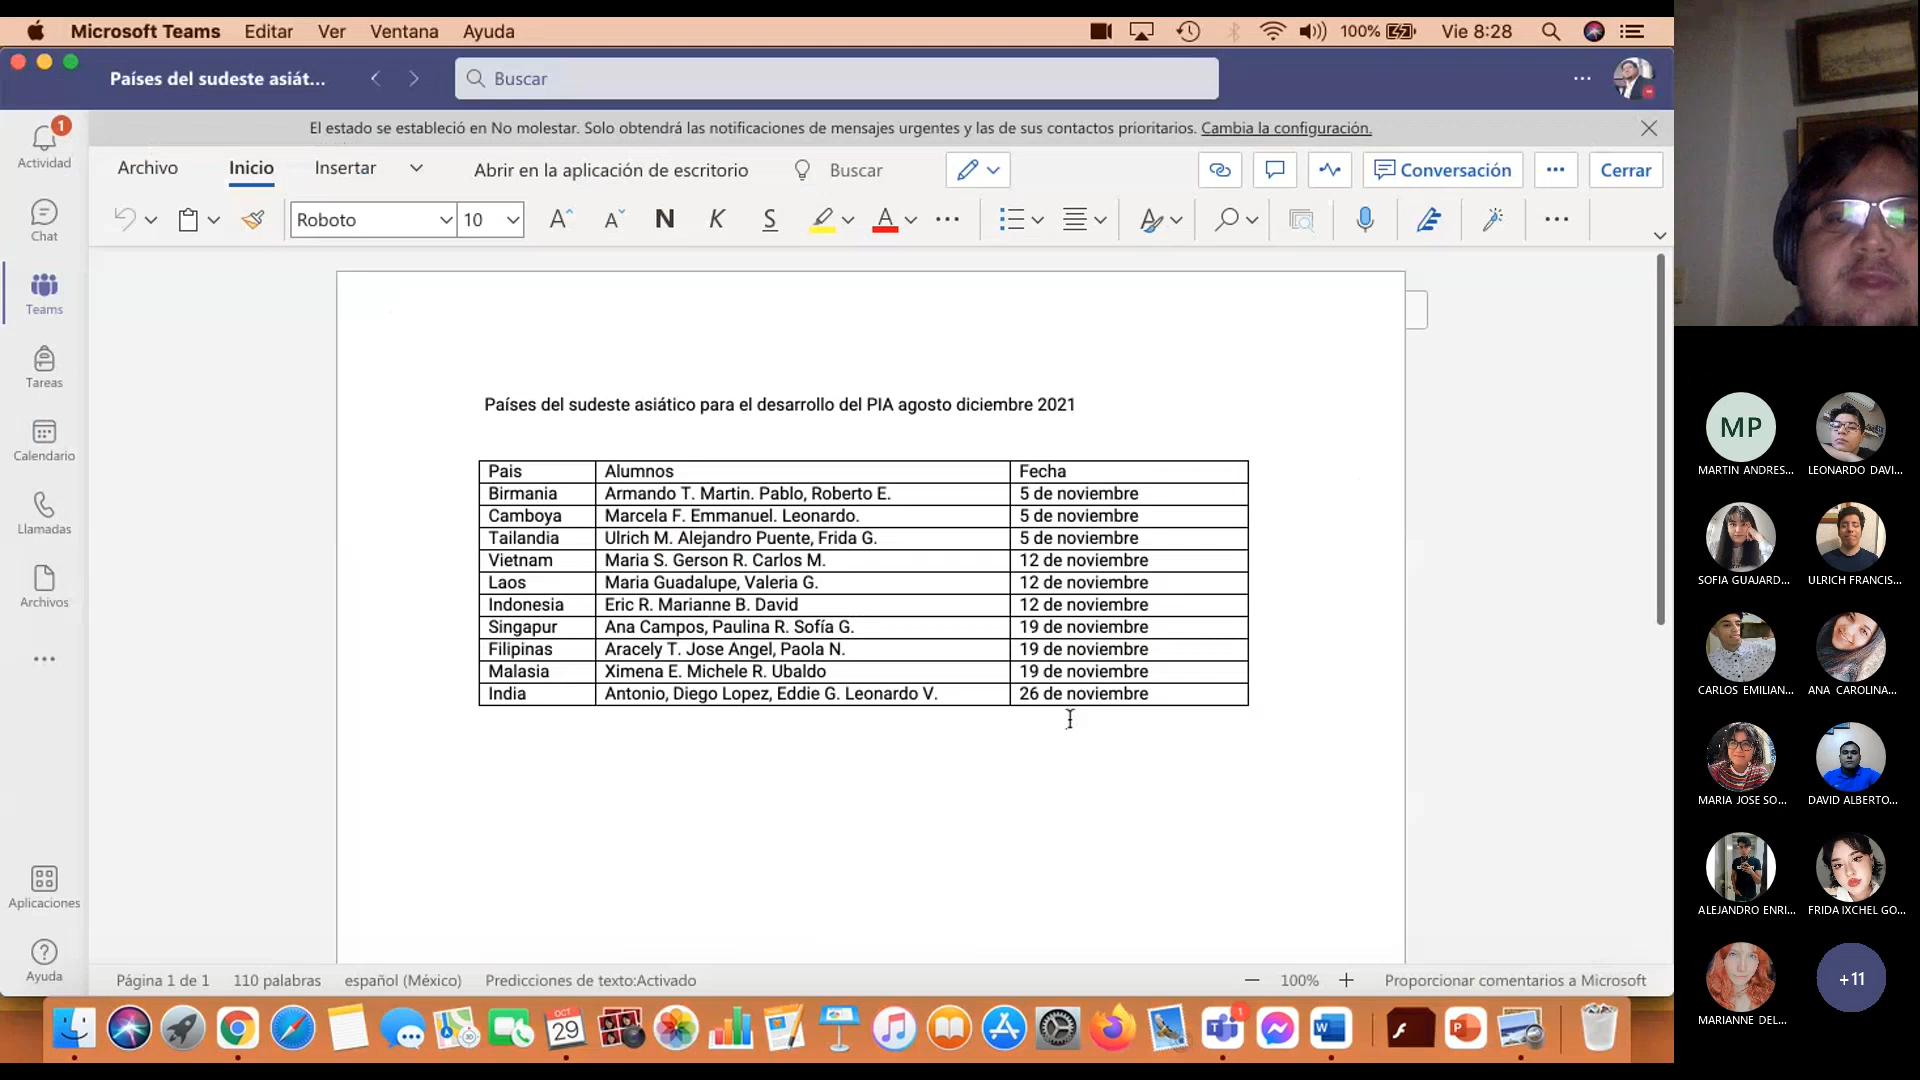 Microsoft Teams Editar Ver Ventana Ayuda 100% Vie 8:28
Países del sudeste asiát... Buscar
El estado se estableció en No molestar. Solo obtendrá las notificaciones de mensajes urgentes y las de sus contactos prioritarios. Cambia la configuración.
1
Actividad
Chat
Teams
Tareas
Calendario
Llamadas
Archivos
Aplicaciones
Ayuda
Archivo Inicio Insertar Abrir en la aplicación de escritorio Buscar Conversación Cerrar
Roboto 10 N K S
Países del sudeste asiático para el desarrollo del PIA agosto diciembre 2021
Pais Alumnos Fecha
Birmania Armando T. Martin. Pablo, Roberto E. 5 de noviembre
Camboya Marcela F. Emmanuel. Leonardo. 5 de noviembre
Tailandia Ulrich M. Alejandro Puente, Frida G. 5 de noviembre
Vietnam Maria S. Gerson R. Carlos M. 12 de noviembre
Laos Maria Guadalupe, Valeria G. 12 de noviembre
Indonesia Eric R. Marianne B. David 12 de noviembre
Singapur Ana Campos, Paulina R. Sofía G. 19 de noviembre
Filipinas Aracely T. Jose Angel, Paola N. 19 de noviembre
Malasia Ximena E. Michele R. Ubaldo 19 de noviembre
India Antonio, Diego Lopez, Eddie G. Leonardo V. 26 de noviembre
Página 1 de 1 110 palabras español (México) Predicciones de texto:Activado 100% Proporcionar comentarios a Microsoft
OCT
29
1
MP
MARTIN ANDRES... LEONARDO DAVI...
SOFIA GUAJARD... ULRICH FRANCIS...
CARLOS EMILIAN... ANA CAROLINA...
MARIA JOSE SO... DAVID ALBERTO...
ALEJANDRO ENRI... FRIDA IXCHEL GO...
+11
MARIANNE DEL...